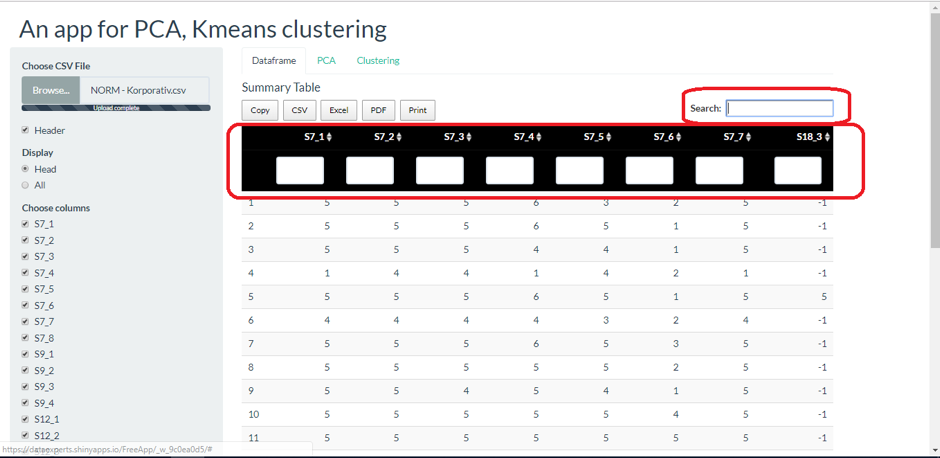 An app for PCA, Kmeans clustering
Choose CSV File
Browse... NORM - Korporativ.csv
Upload complete
Header
Display
Head
All
Choose columns
S7_1
S7_2
S7_3
S7_4
S7_5
S7_6
S7_7
S7_8
S9_1
S9_2
S9_3
S9_4
S12_1
S12_2
Dataframe PCA Clustering
Summary Table
Copy CSV Excel PDF Print
Search:
S7_1 S7_2 S7_3 S7_4 S7_5 S7_6 S7_7 S18_3
1 5 5 5 6 3 2 5 -1
2 5 5 5 6 5 1 5 -1
3 5 5 5 4 4 1 5 -1
4 1 4 4 1 4 2 1 -1
5 5 5 5 6 5 1 5 5
6 4 4 4 4 3 2 4 -1
7 5 5 5 6 5 3 5 -1
8 5 5 5 5 5 2 5 -1
9 5 5 4 5 4 1 5 -1
10 5 5 5 5 5 4 5 -1
11 5 5 5 5 5 5 5 -1
https://dataexperts.shinyapps.io/FreeApp/_w_9c0ea0d5/#